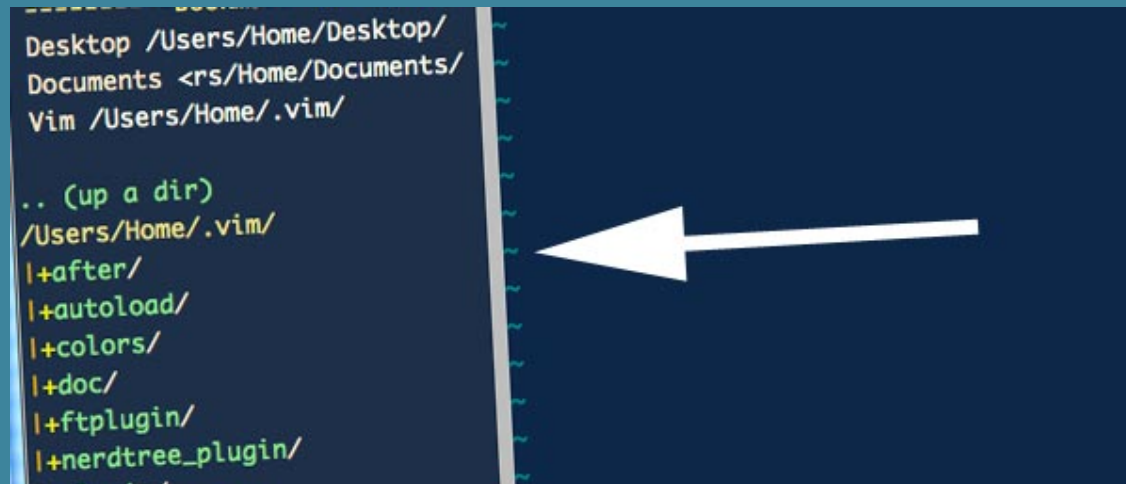 Desktop /Users/Home/Desktop/
Documents <rs/Home/Documents/
Vim /Users/Home/.vim/
.. (up a dir)
/Users/Home/.vim/
|+after/
|+autoload/
|+colors/
|+doc/
|+ftplugin/
|+nerdtree_plugin/
~
~
~
~
~
~
~
~
~
~
~
~
~